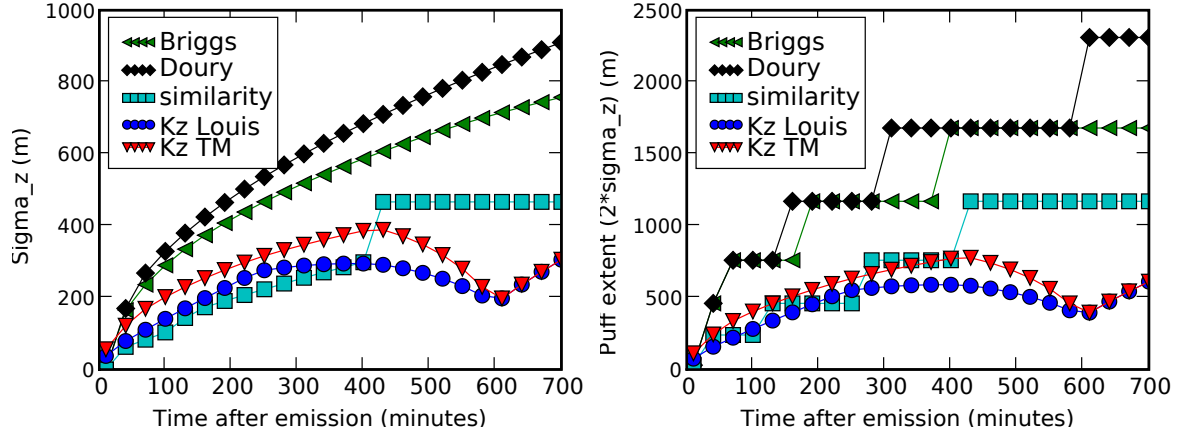 1000
800
600
400
200
0
Sigma_z (m)
Briggs
Doury
similarity
Kz Louis
Kz TM
0 100 200 300 400 500 600 700
Time after emission (minutes)
2500
2000
1500
1000
500
0
Puff extent (2*sigma_z) (m)
Briggs
Doury
similarity
Kz Louis
Kz TM
0 100 200 300 400 500 600 700
Time after emission (minutes)